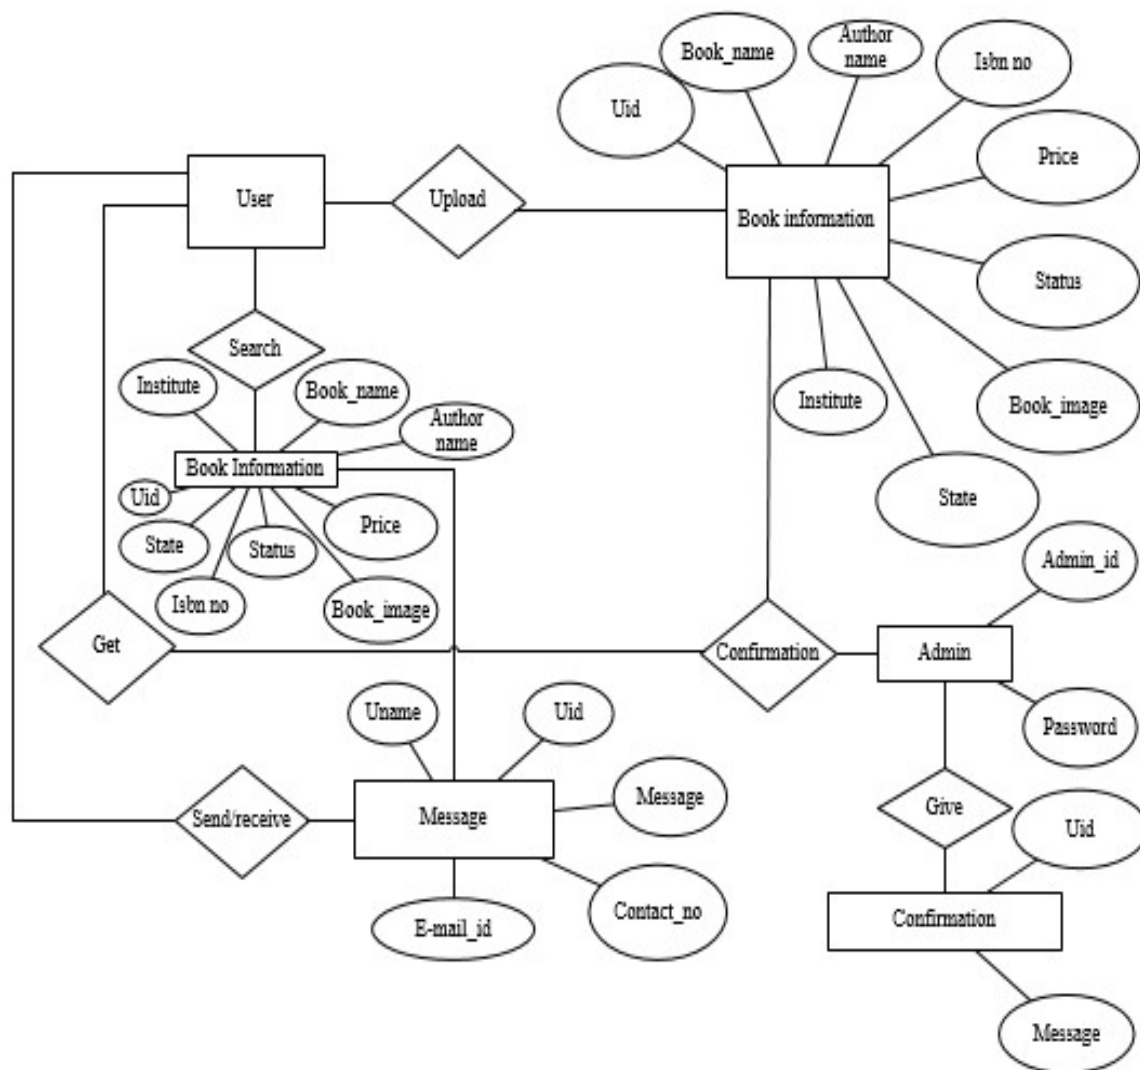 Book_name
Author
name
Isbn no
Uid
Price
User
Upload
Book information
Status
Search
Institute
Book_name
Institute
Book_image
Author
name
Book Information
Uid
State
Price
State
Status
Admin_id
Isbn no
Book_image
Get
Confirmation
Admin
Uname
Uid
Password
Message
Send/receive
Message
Give
Uid
Contact_no
E-mail_id
Confirmation
Message